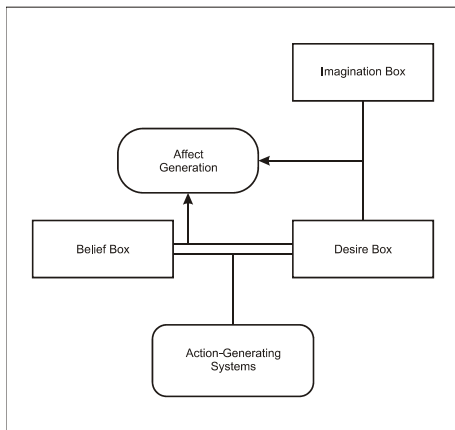 Imagination Box
Affect
Generation
Belief Box
Desire Box
Action-Generating
Systems